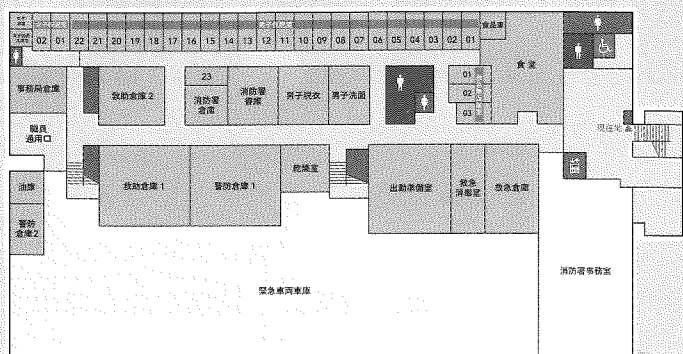 食品庫
02 01 22 21 20 19 18 17 16 15 14 13 12 11 10 09 08 07 06 05 04 03 02 01
食堂
事務局倉庫
救助倉庫2
23
消防署
倉庫
消防署
書庫
男子脱衣
男子洗面
01
02
03
現在地
職員
通用口
油庫
警防
倉庫2
救助倉庫1
警防倉庫1
乾燥室
出動準備室
救急
消毒室
救急倉庫
緊急車両車庫
消防署事務室